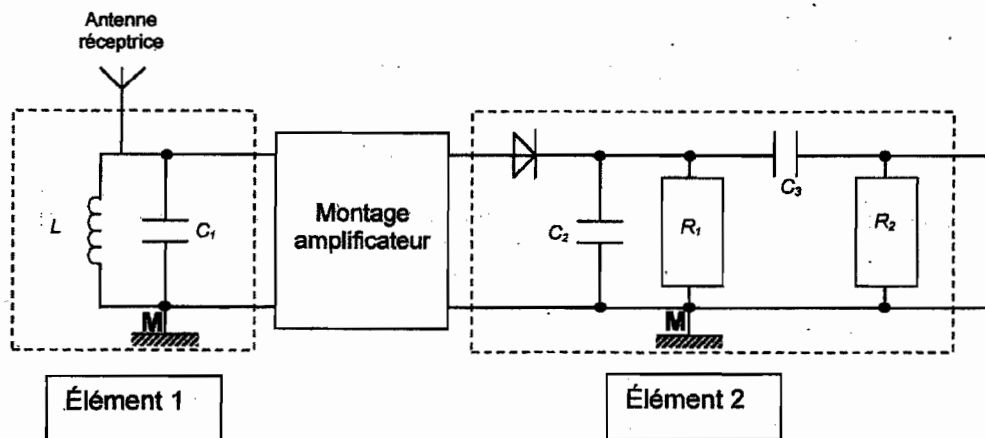 Antenne
réceptrice
L
C₁
M
Montage
amplificateur
C₂
R₁
M
C₃
R₂
Élément 1
Élément 2